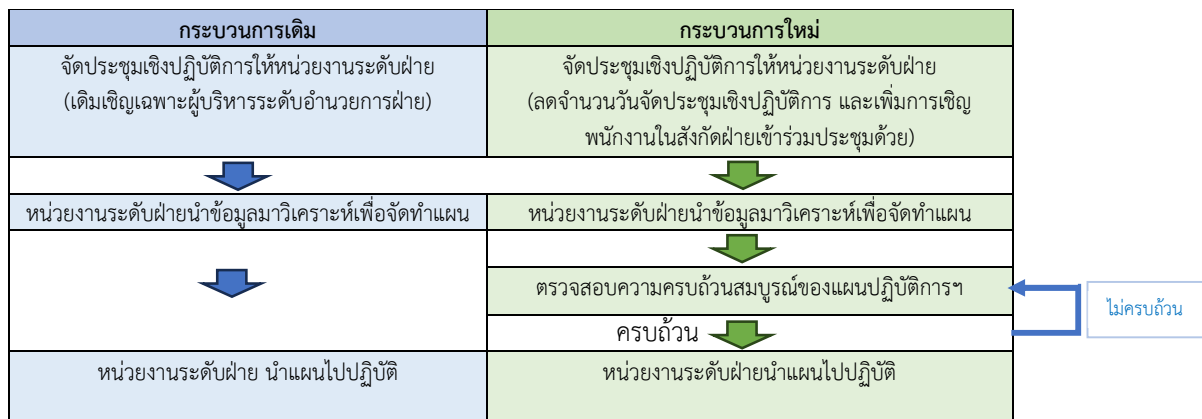 กระบวนการเดิม
กระบวนการใหม่
จัดประชุมเชิงปฏิบัติการให้หน่วยงานระดับฝ่าย
(เดิมเชิญเฉพาะผู้บริหารระดับอำนวยการฝ่าย)
จัดประชุมเชิงปฏิบัติการให้หน่วยงานระดับฝ่าย
(ลดจำนวนวันจัดประชุมเชิงปฏิบัติการ และเพิ่มการเชิญ
พนักงานในสังกัดฝ่ายเข้าร่วมประชุมด้วย)
หน่วยงานระดับฝ่ายนำข้อมูลมาวิเคราะห์เพื่อจัดทำแผน
หน่วยงานระดับฝ่ายนำข้อมูลมาวิเคราะห์เพื่อจัดทำแผน
ตรวจสอบความครบถ้วนสมบูรณ์ของแผนปฏิบัติการฯ
ไม่ครบถ้วน
ครบถ้วน
หน่วยงานระดับฝ่าย นำแผนไปปฏิบัติ
หน่วยงานระดับฝ่ายนำแผนไปปฏิบัติ